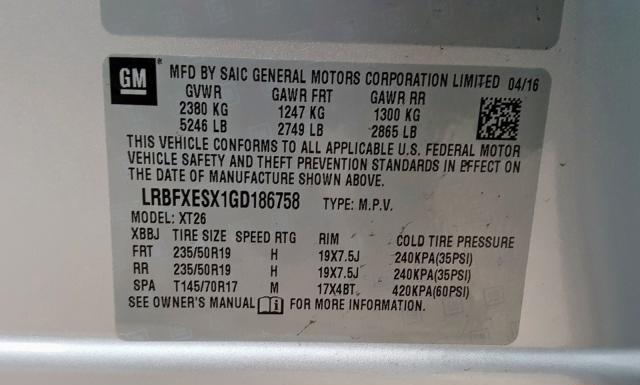 GM MFD BY SAIC GENERAL MOTORS CORPORATION LIMITED 04/16
GVWR GAWR FRT GAWR RR
2380 KG 1247 KG 1300 KG
5246 LB 2749 LB 2865 LB
THIS VEHICLE CONFORMS TO ALL APPLICABLE U.S. FEDERAL MOTOR
VEHICLE SAFETY AND THEFT PREVENTION STANDARDS IN EFFECT ON
THE DATE OF MANUFACTURE SHOWN ABOVE.
LRBFXESX1GD186758 TYPE: M.P.V.
MODEL: XT26
XBBJ TIRE SIZE SPEED RTG RIM COLD TIRE PRESSURE
FRT 235/50R19 H 19X7.5J 240KPA(35PSI)
RR 235/50R19 H 19X7.5J 240KPA(35PSI)
SPA T145/70R17 M 17X4BT 420KPA(60PSI)
SEE OWNER'S MANUAL FOR MORE INFORMATION.